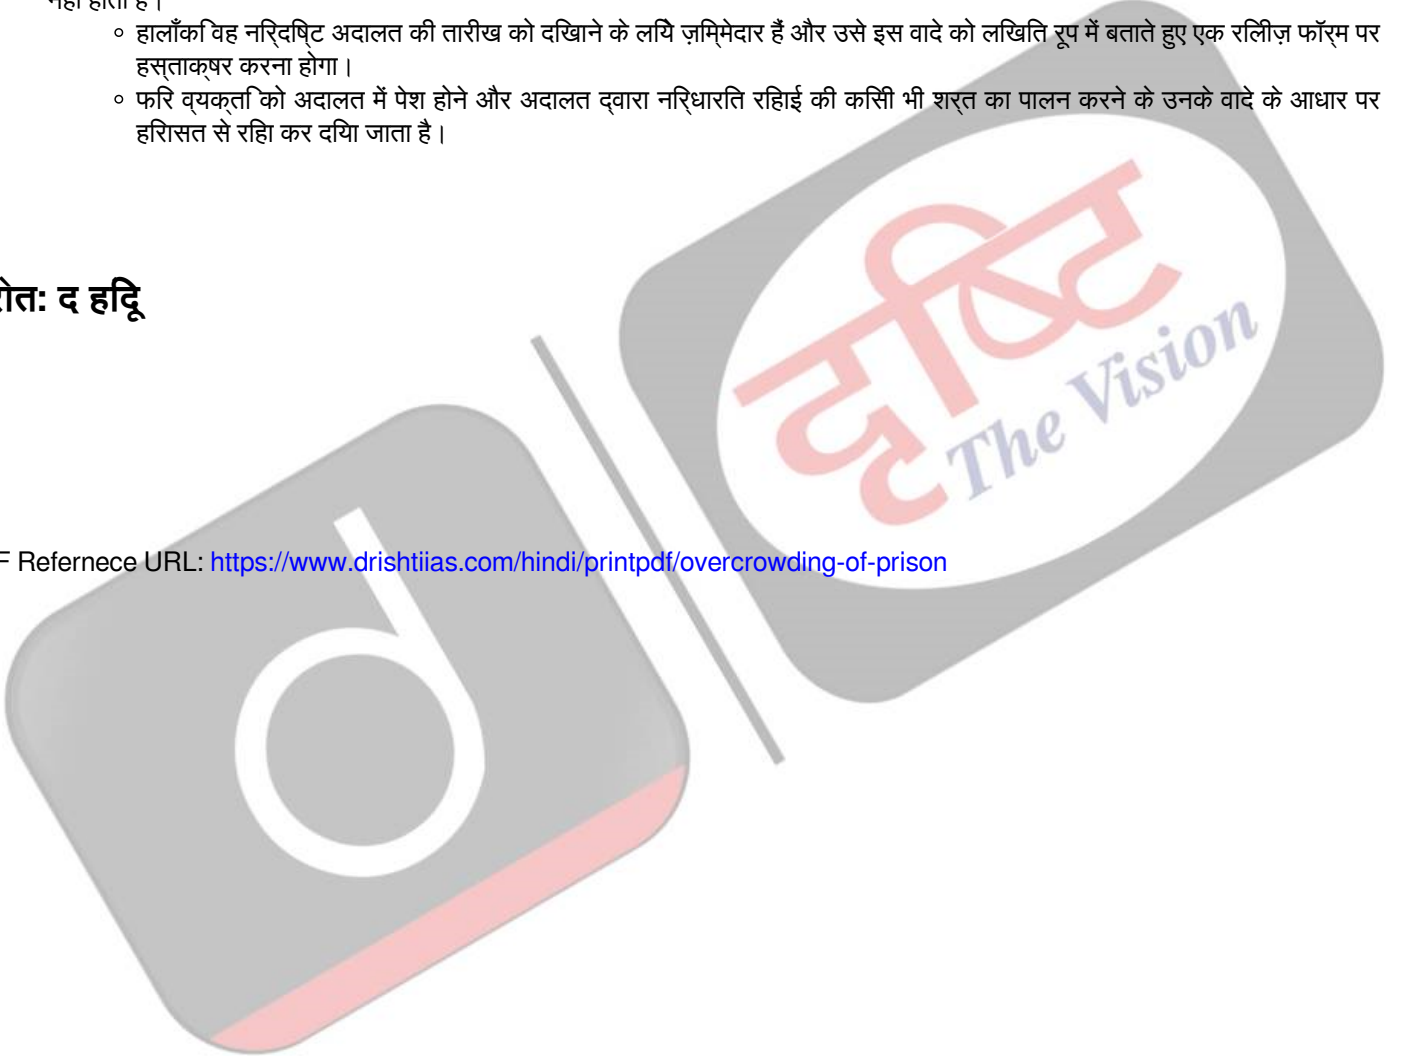 नहीं होता है।
हालाँकि वह निर्दिष्ट अदालत की तारीख को दिखाने के लिये ज़िम्मेदार हैं और उसे इस वादे को लिखित रूप में बताते हुए एक रिलीज़ फॉर्म पर
हस्ताक्षर करना होगा।
फिर व्यक्ति को अदालत में पेश होने और अदालत द्वारा निर्धारित रिहाई की किसी भी शर्त का पालन करने के उनके वादे के आधार पर
हिरासत से रिहा कर दिया जाता है।
द हिंदू
दृष्टि
The Vision
F Refernece URL: https://www.drishtiias.com/hindi/printpdf/overcrowding-of-prison
d